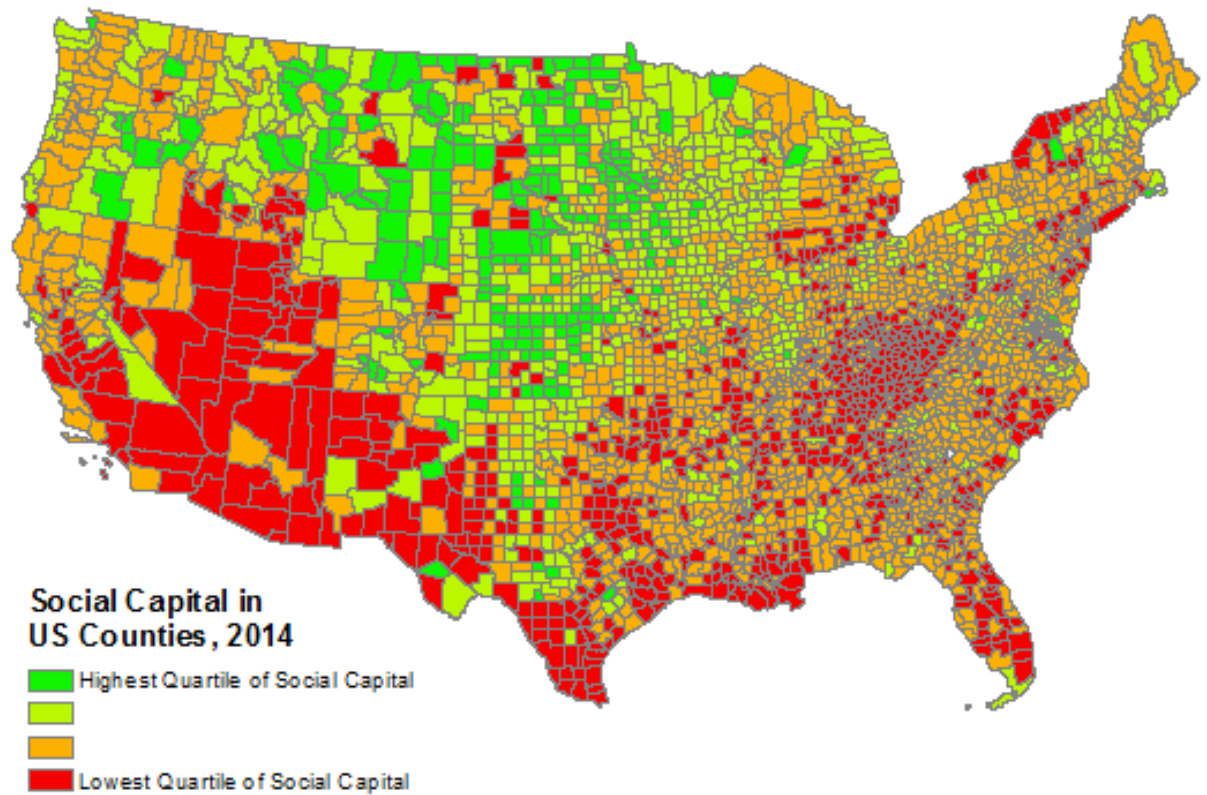 Social Capital in
US Counties, 2014
Highest Quartile of Social Capital
Lowest Quartile of Social Capital